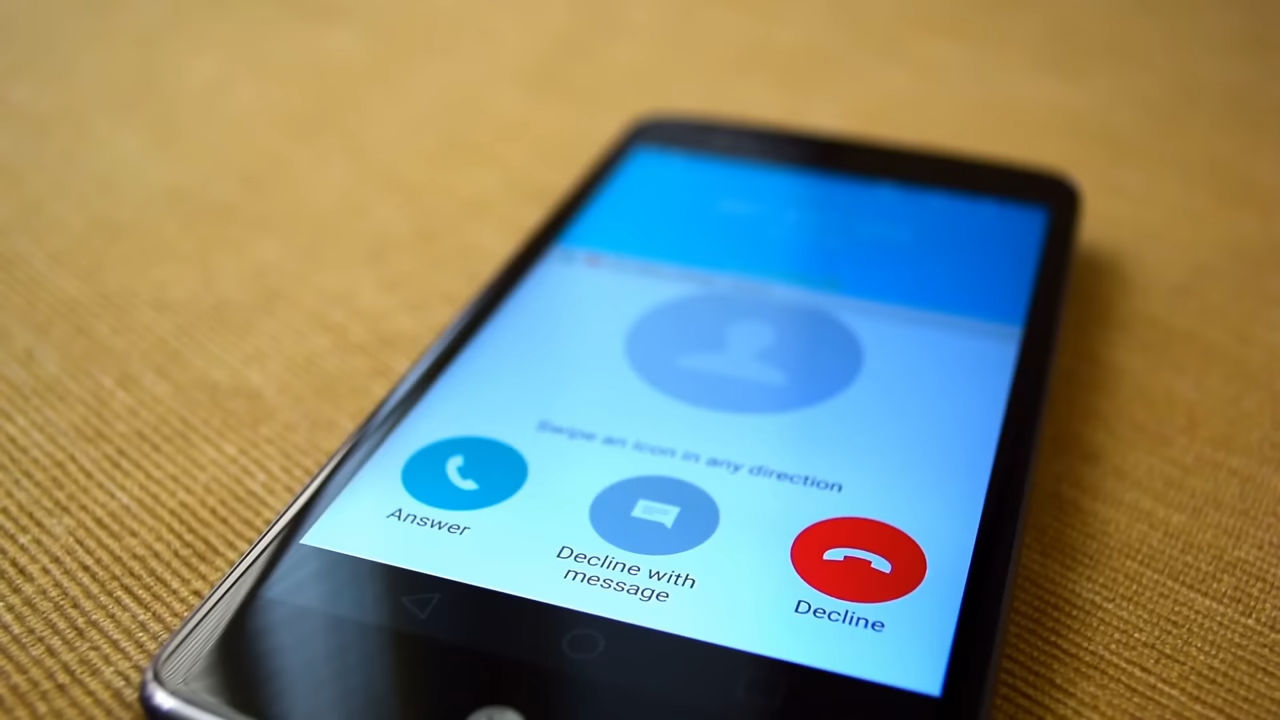 Swipe an icon in any direction
Answer
Decline with
message
Decline